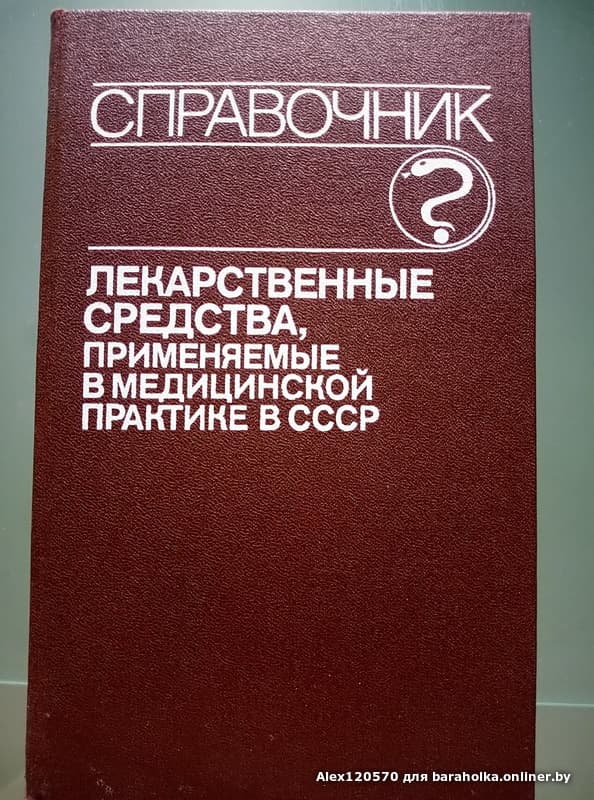 СПРАВОЧНИК
ЛЕКАРСТВЕННЫЕ
СРЕДСТВА,
ПРИМЕНЯЕМЫЕ
В МЕДИЦИНСКОЙ
ПРАКТИКЕ В СССР
Alex120570 для baraholka.onliner.by